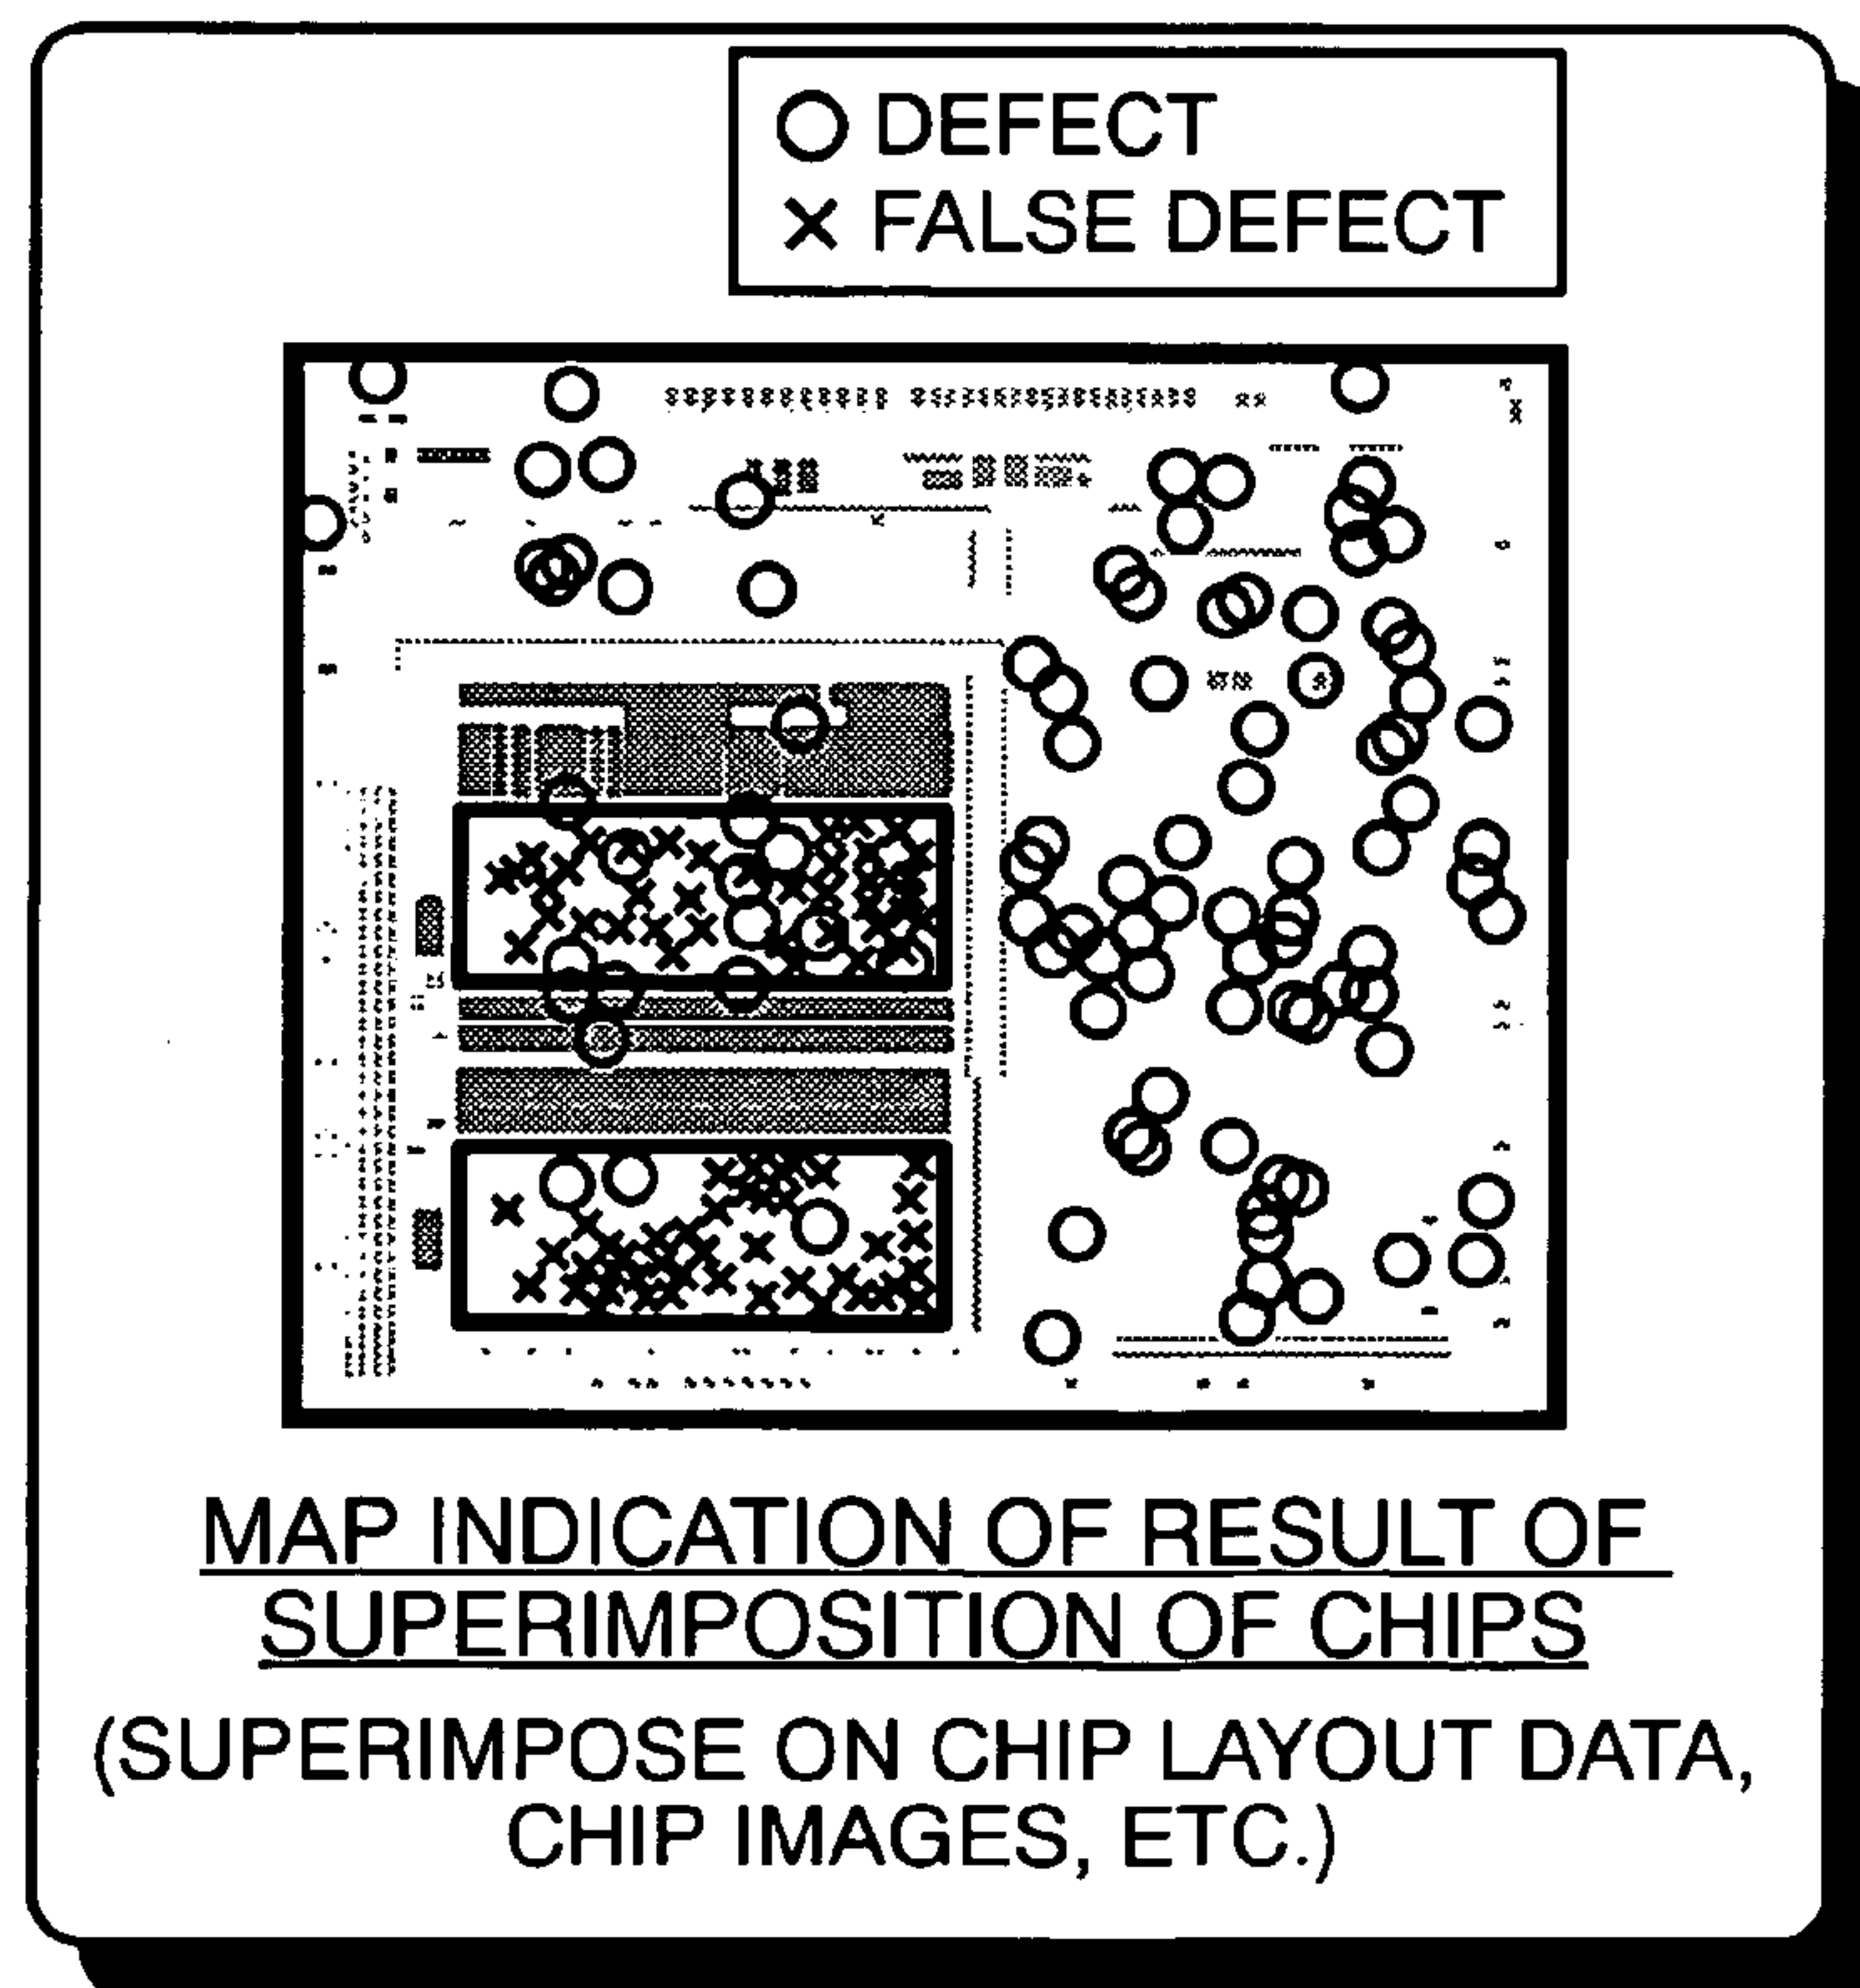 DEFECT
FALSE DEFECT
MAP INDICATION OF RESULT OF
SUPERIMPOSITION OF CHIPS
(SUPERIMPOSE ON CHIP LAYOUT DATA,
CHIP IMAGES, ETC.)